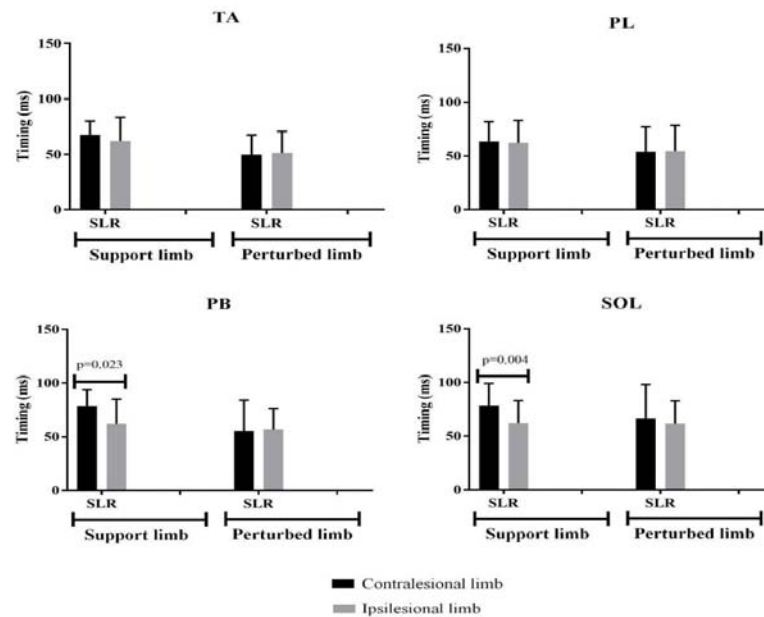 TA
150
100
50
0
Timing (ms)
SLR SLR
Support limb Perturbed limb
PL
150
100
50
0
Timing (ms)
SLR SLR
Support limb Perturbed limb
PB
150
100
50
0
Timing (ms)
p=0,023
SLR SLR
Support limb Perturbed limb
SOL
150
100
50
0
Timing (ms)
p=0.004
SLR SLR
Support limb Perturbed limb
Contralesional limb
Ipsilesional limb